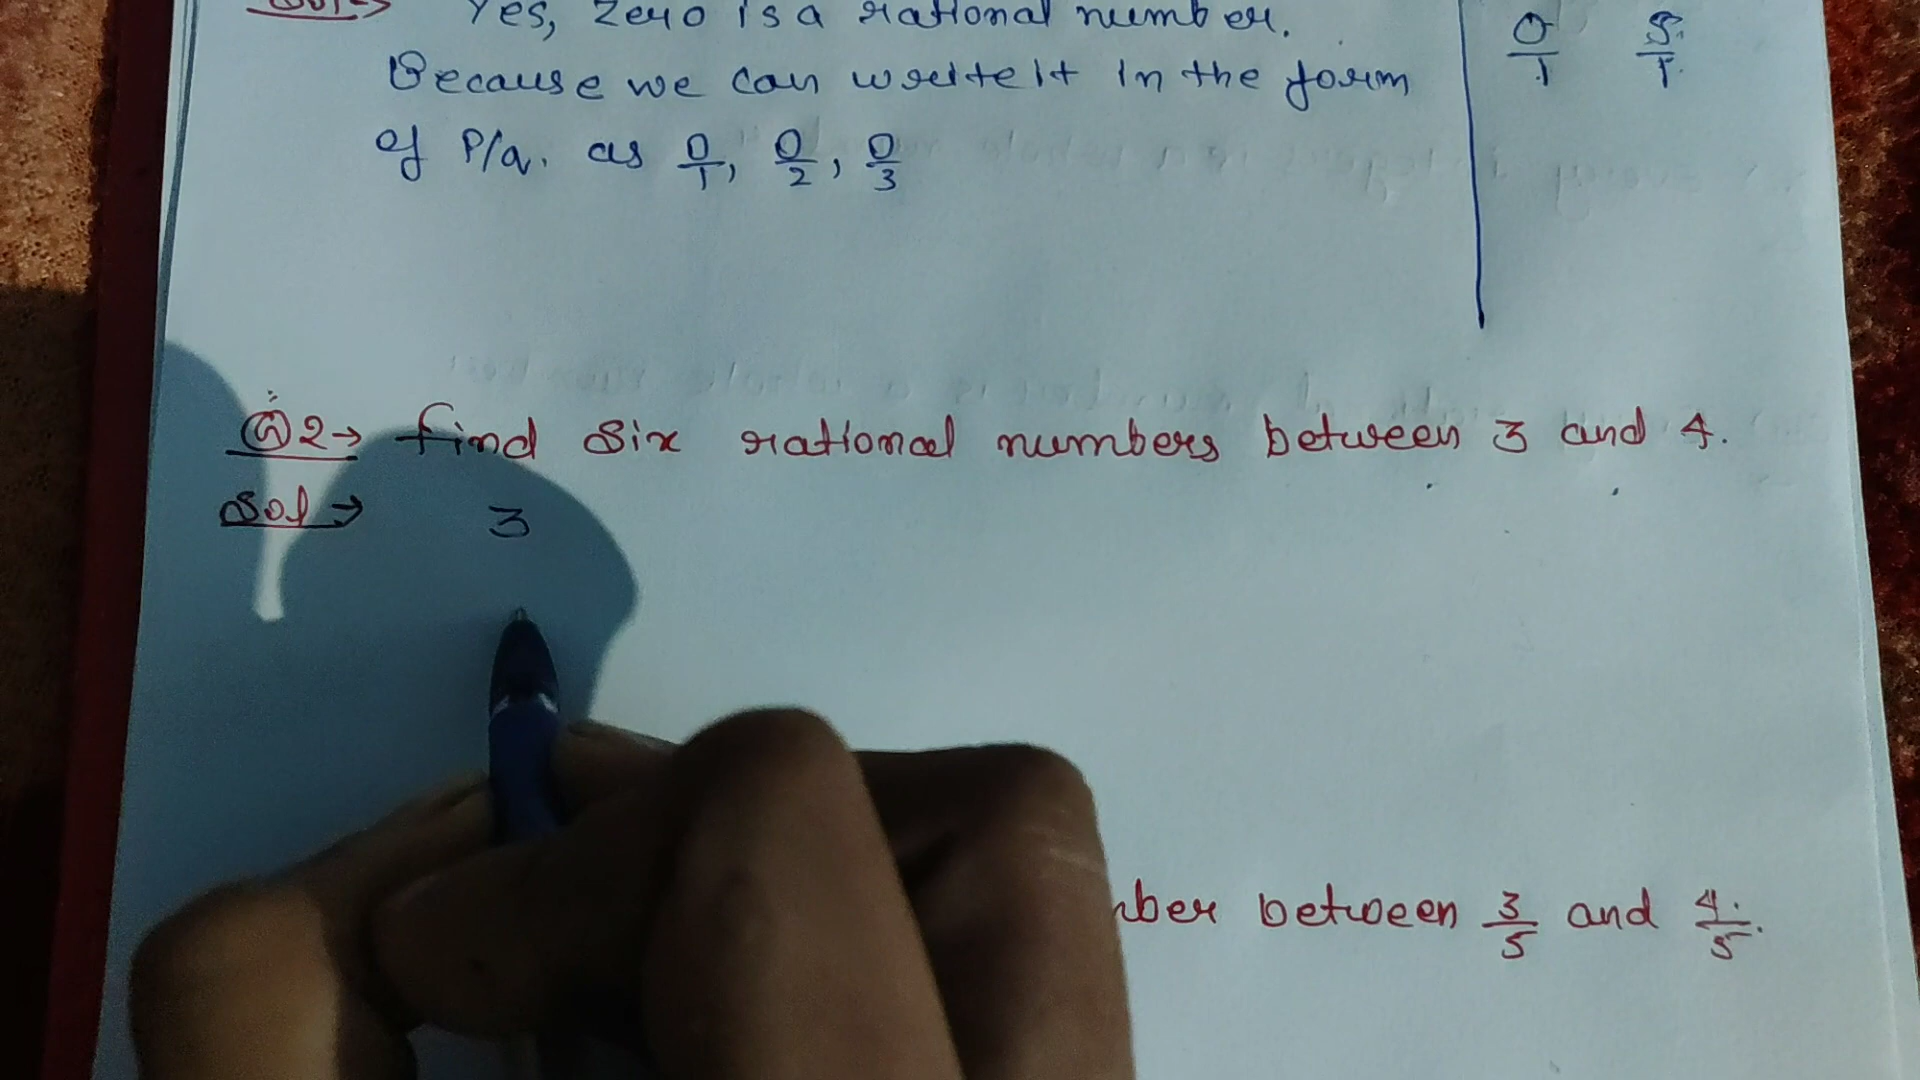 Yes, zero is a rational number.
Because we can write it in the form
of P/q. as 0/1, 0/2, 0/3
0/1 5/1
Q2→ find six rational numbers between 3 and 4.
Sol→ 3
between 3/5 and 4/5.